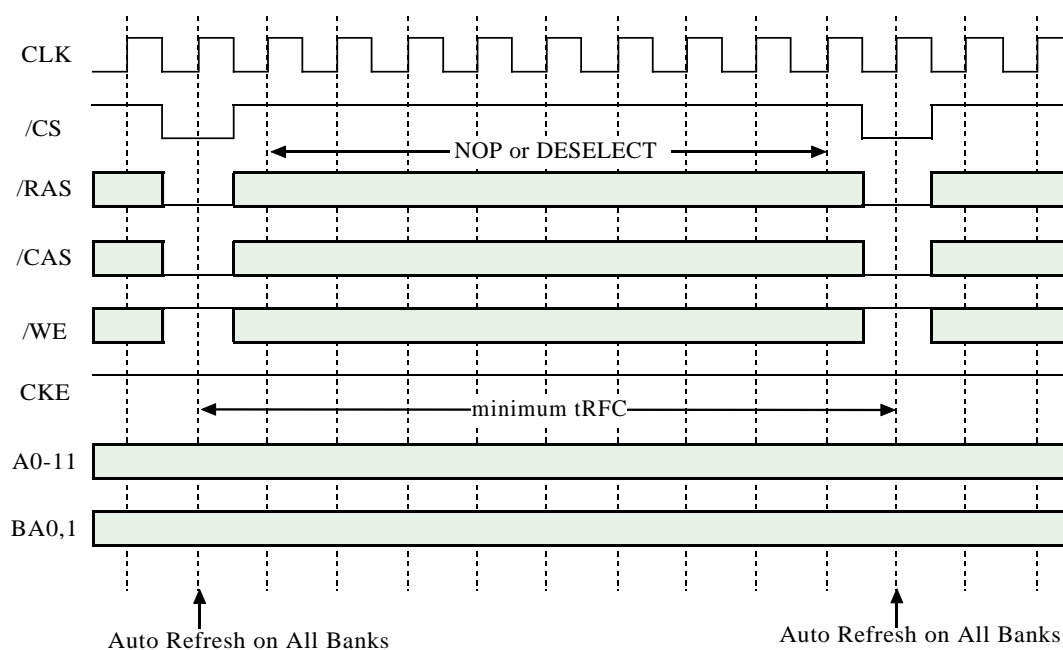 CLK
/CS
NOP or DESELECT
/RAS
/CAS
/WE
CKE
minimum tRFC
A0-11
BA0,1
Auto Refresh on All Banks
Auto Refresh on All Banks